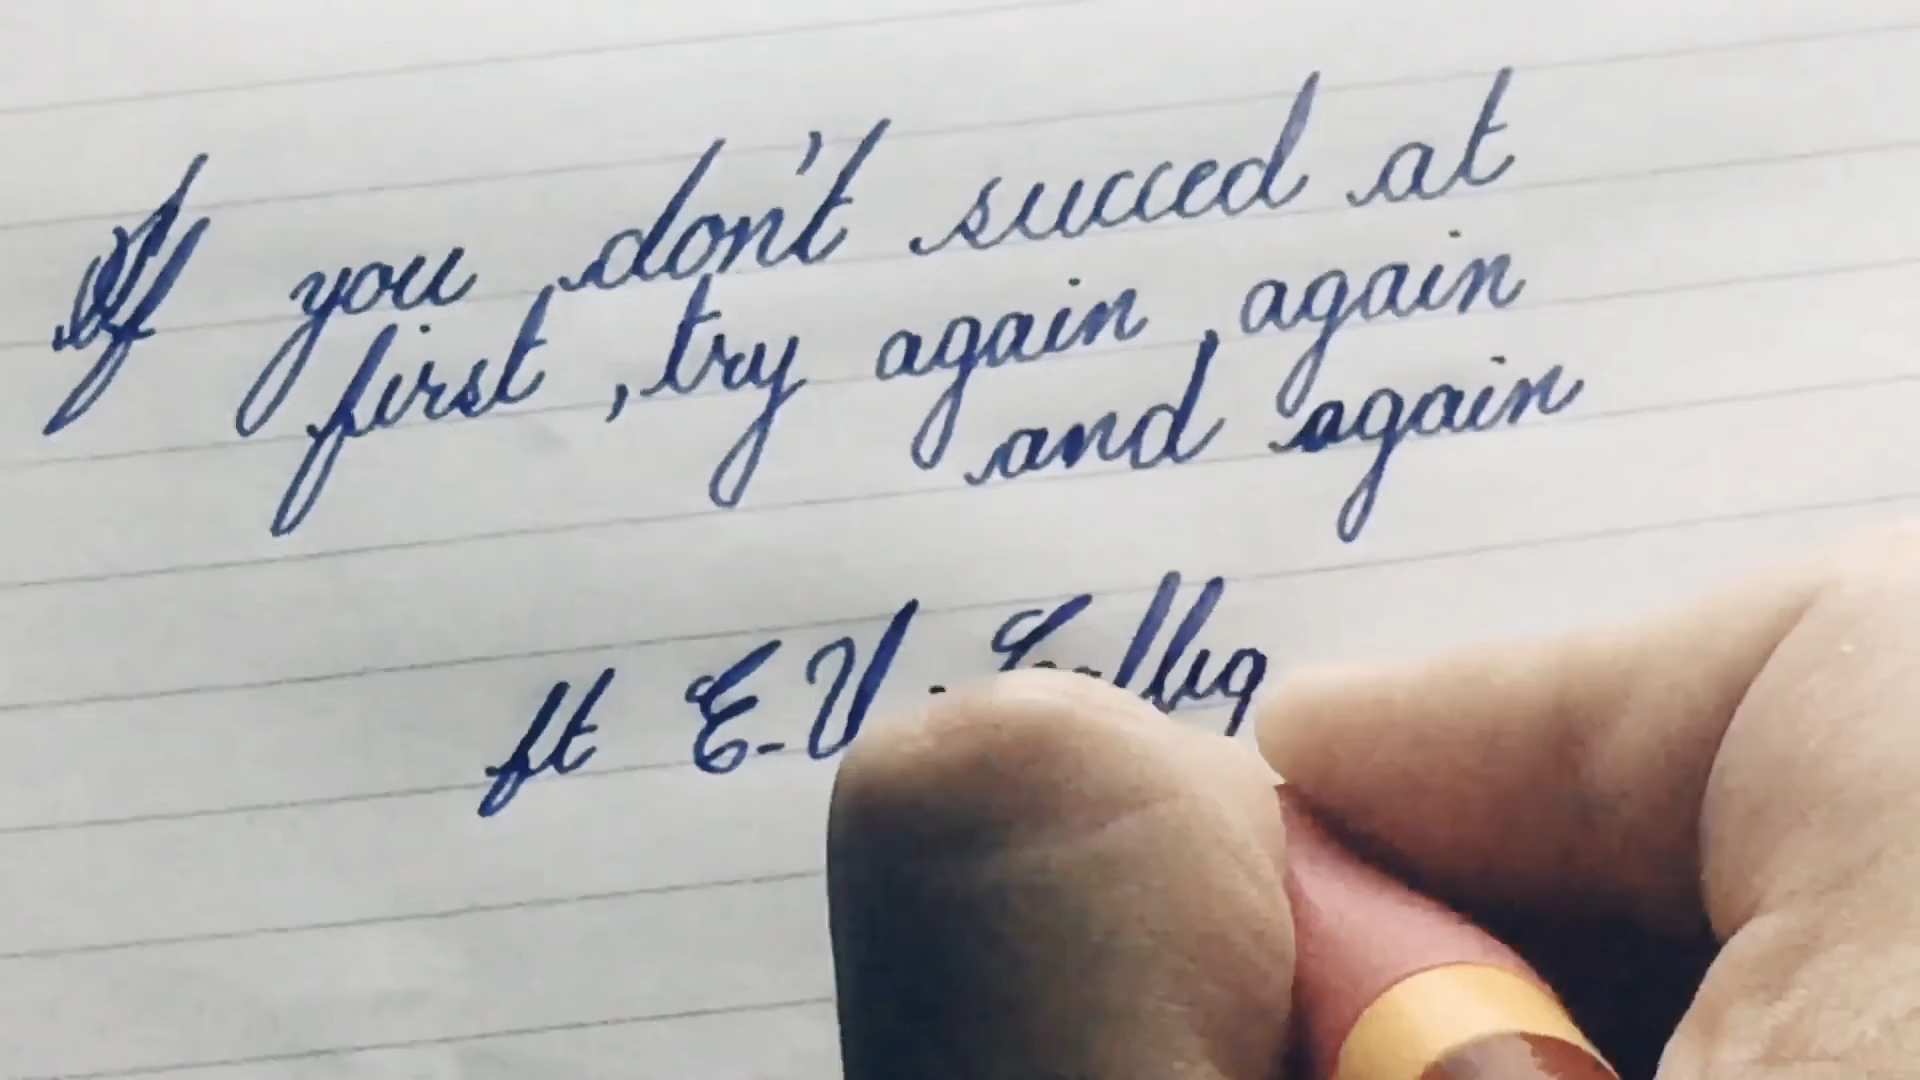 If you don't succed at
first, try again, again
and again
ft E.V.